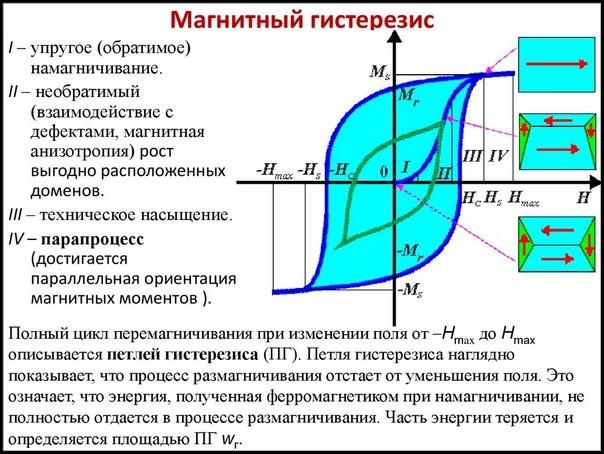 Магнитный гистерезис
I – упругое (обратимое)
намагничивание.
II – необратимый
(взаимодействие с
дефектами, магнитная
анизотропия) рост
выгодно расположенных
доменов.
III – техническое насыщение.
IV – парапроцесс
(достигается
параллельная ориентация
магнитных моментов ).
M
Ms
Mr
III IV
-Hmax -Hs -Hc 0 I II
Hc Hs Hmax H
-Mr
-Ms
Полный цикл перемагничивания при изменении поля от –Hmax до Hmax
описывается петлей гистерезиса (ПГ). Петля гистерезиса наглядно
показывает, что процесс размагничивания отстает от уменьшения поля. Это
означает, что энергия, полученная ферромагнетиком при намагничивании, не
полностью отдается в процессе размагничивания. Часть энергии теряется и
определяется площадью ПГ wг.